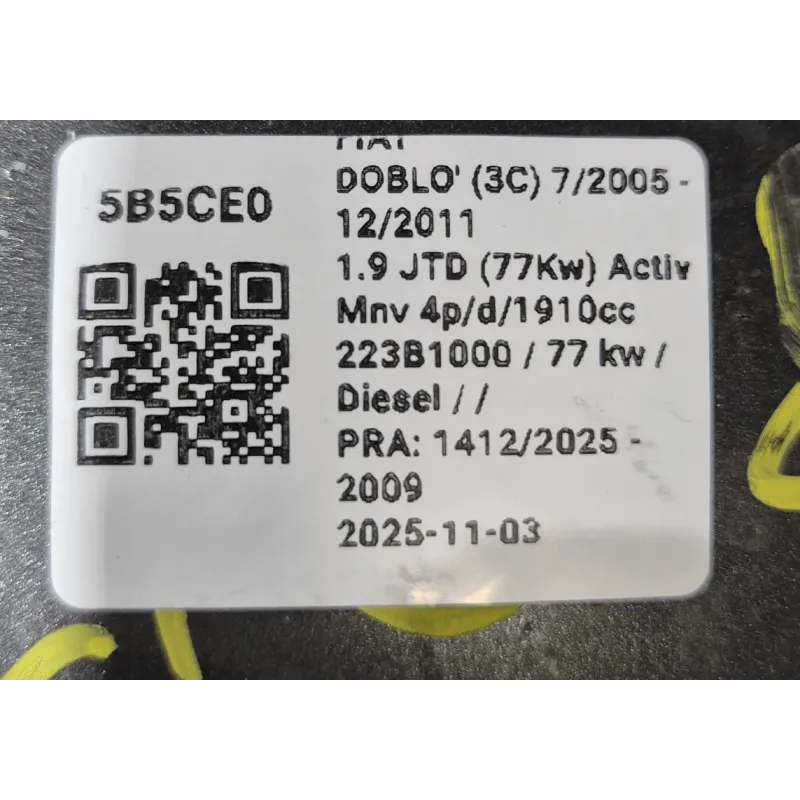 5B5CE0
FIAT
DOBLO' (3C) 7/2005 -
12/2011
1.9 JTD (77Kw) Activ
Mnv 4p/d/1910cc
223B1000 / 77 kw /
Diesel / /
PRA: 1412/2025 -
2009
2025-11-03